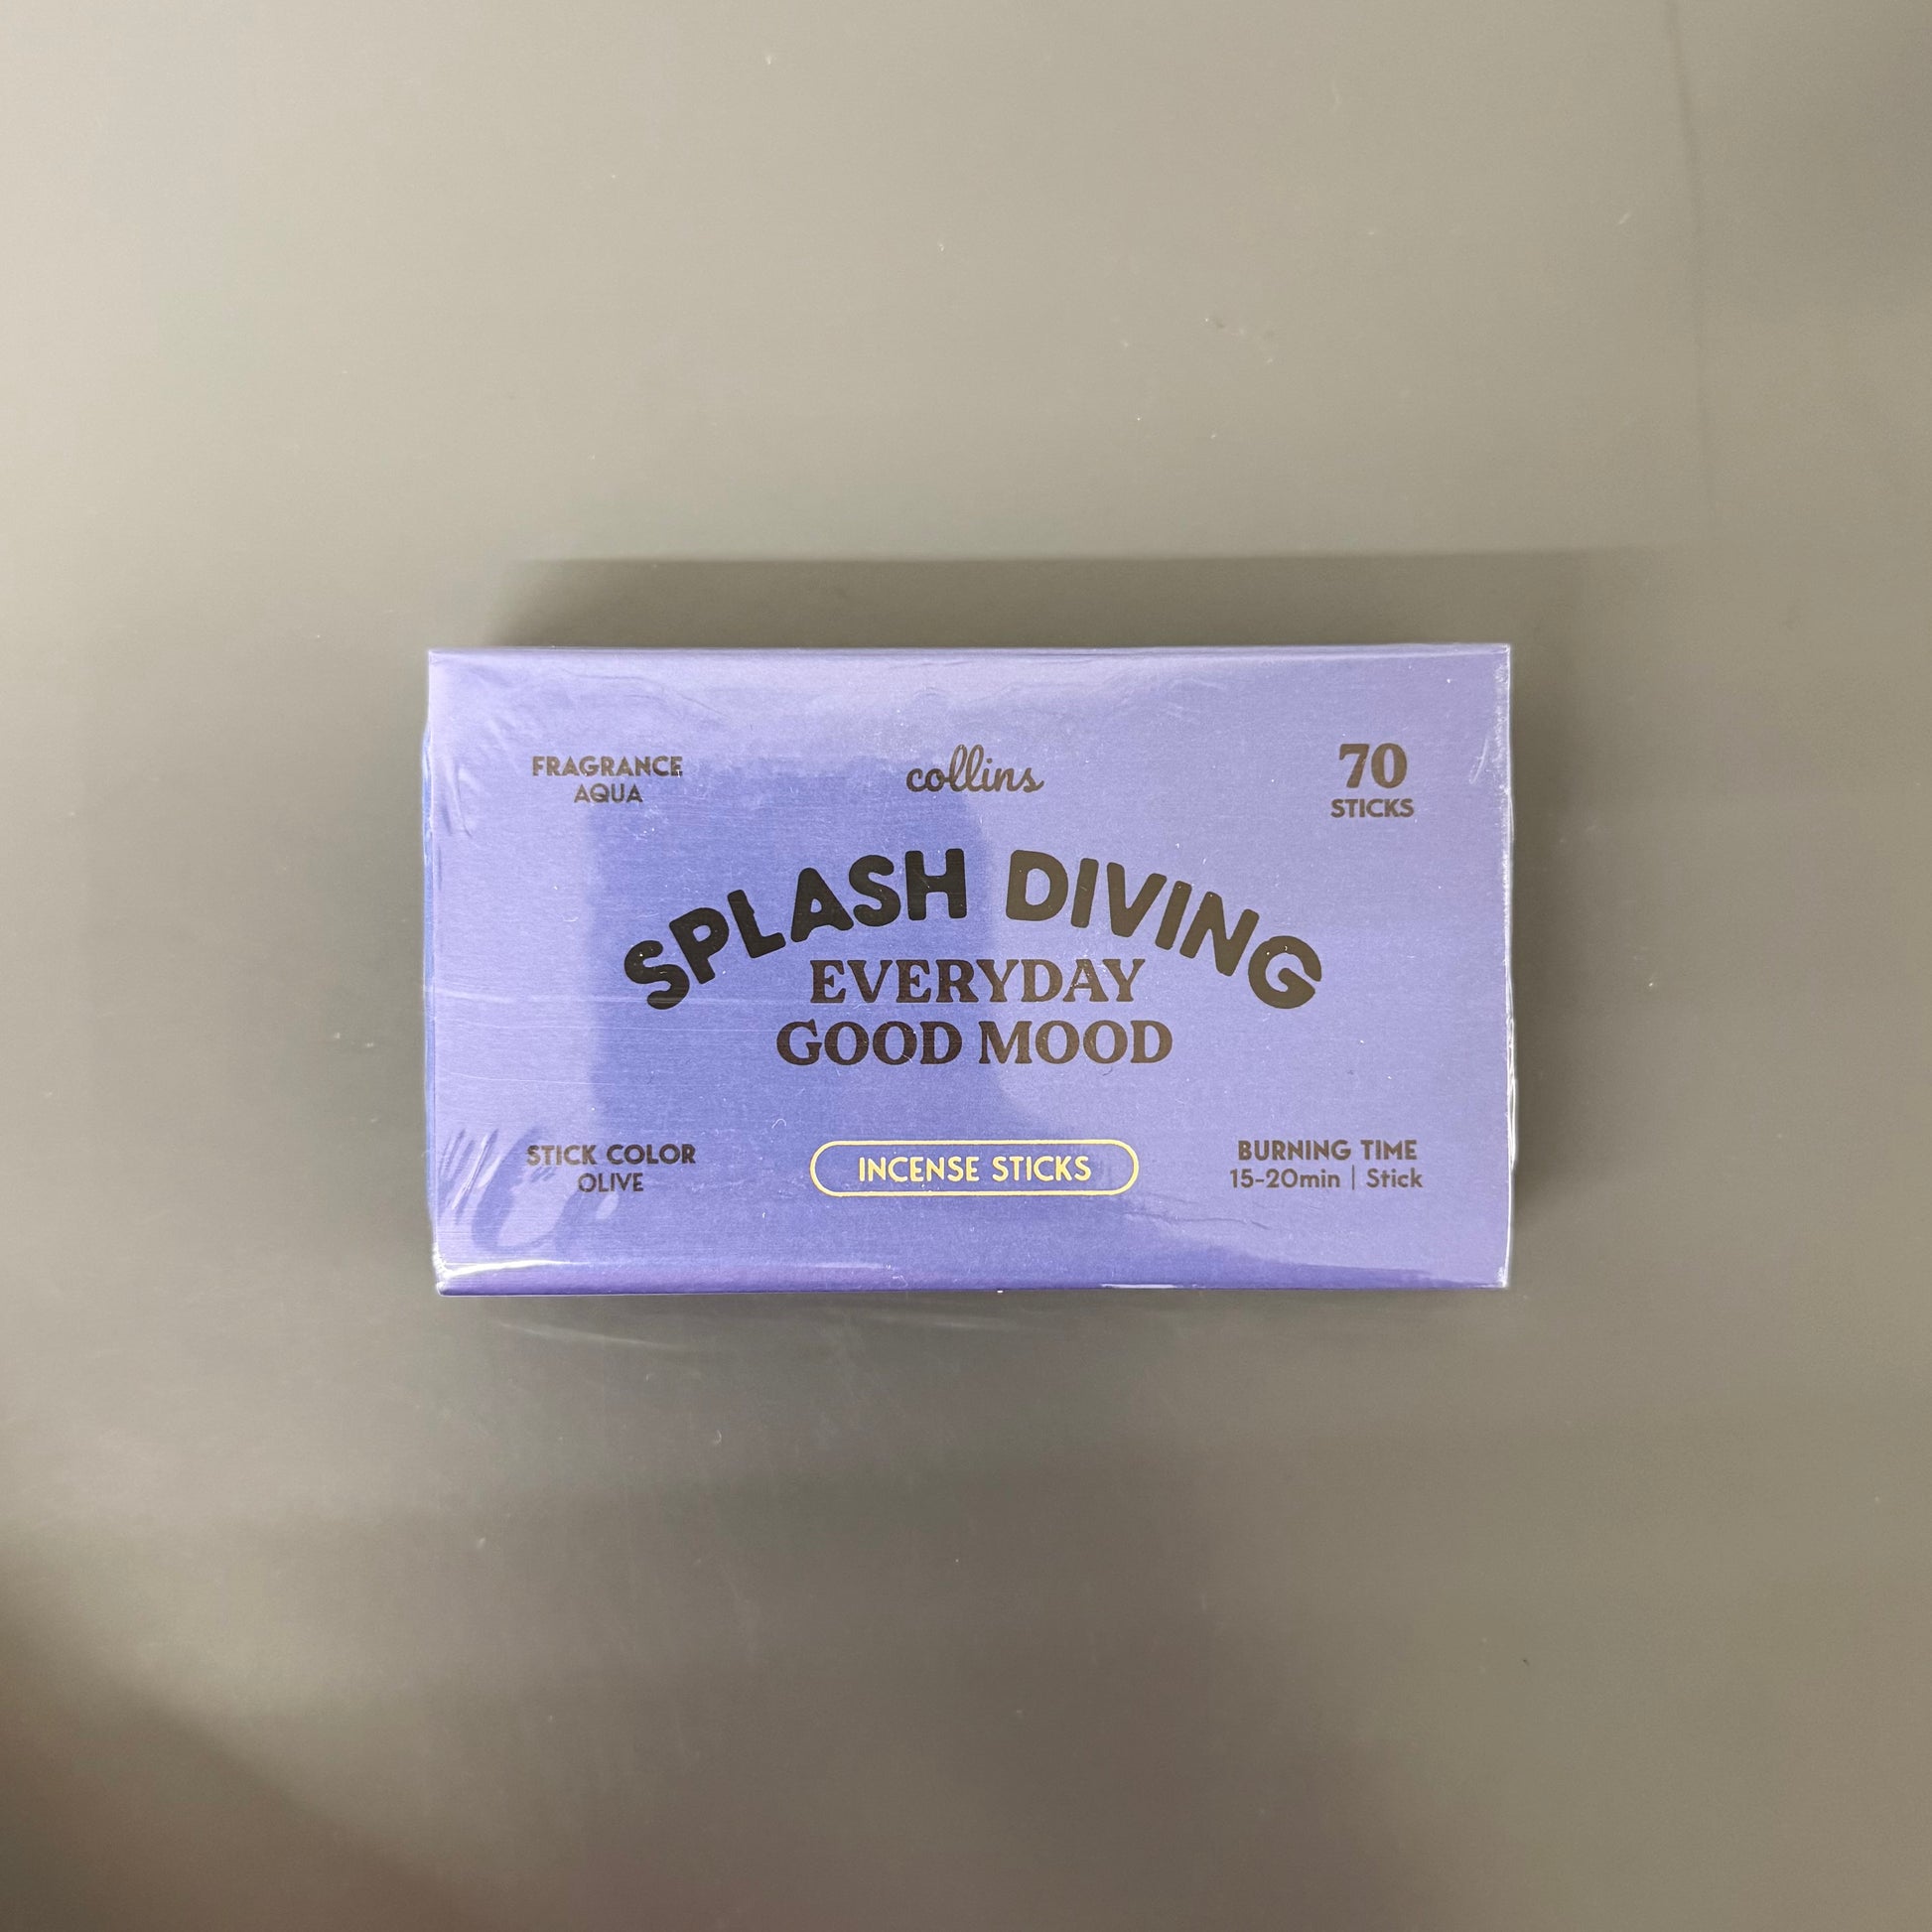 FRAGRANCE
AQUA
collins
70
STICKS
SPLASH DIVING
EVERYDAY
GOOD MOOD
STICK COLOR
OLIVE
INCENSE STICKS
BURNING TIME
15-20min | Stick